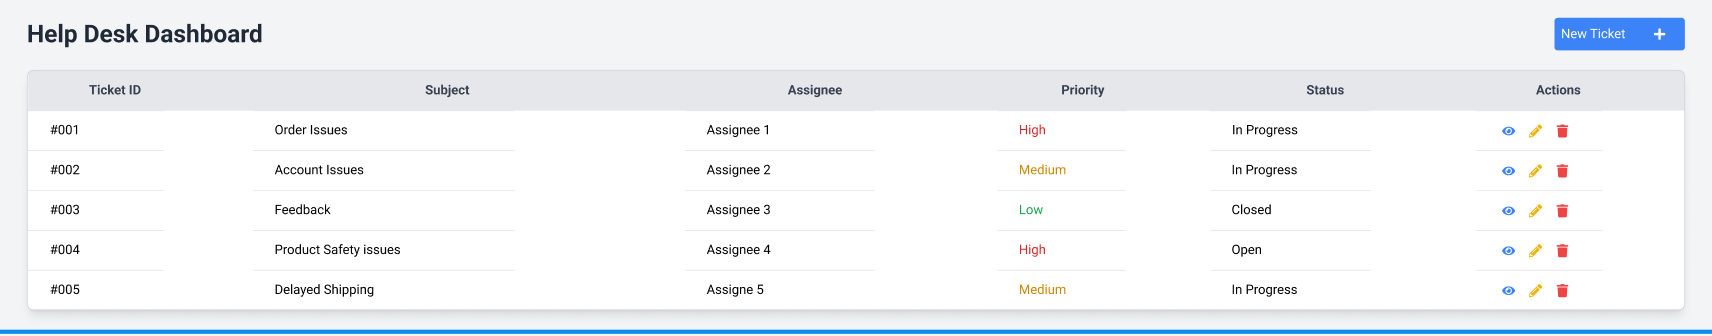 Help Desk Dashboard
New Ticket
Ticket ID Subject Assignee Priority Status Actions
#001 Order Issues Assignee 1 High In Progress
#002 Account Issues Assignee 2 Medium In Progress
#003 Feedback Assignee 3 Low Closed
#004 Product Safety issues Assignee 4 High Open
#005 Delayed Shipping Assigne 5 Medium In Progress